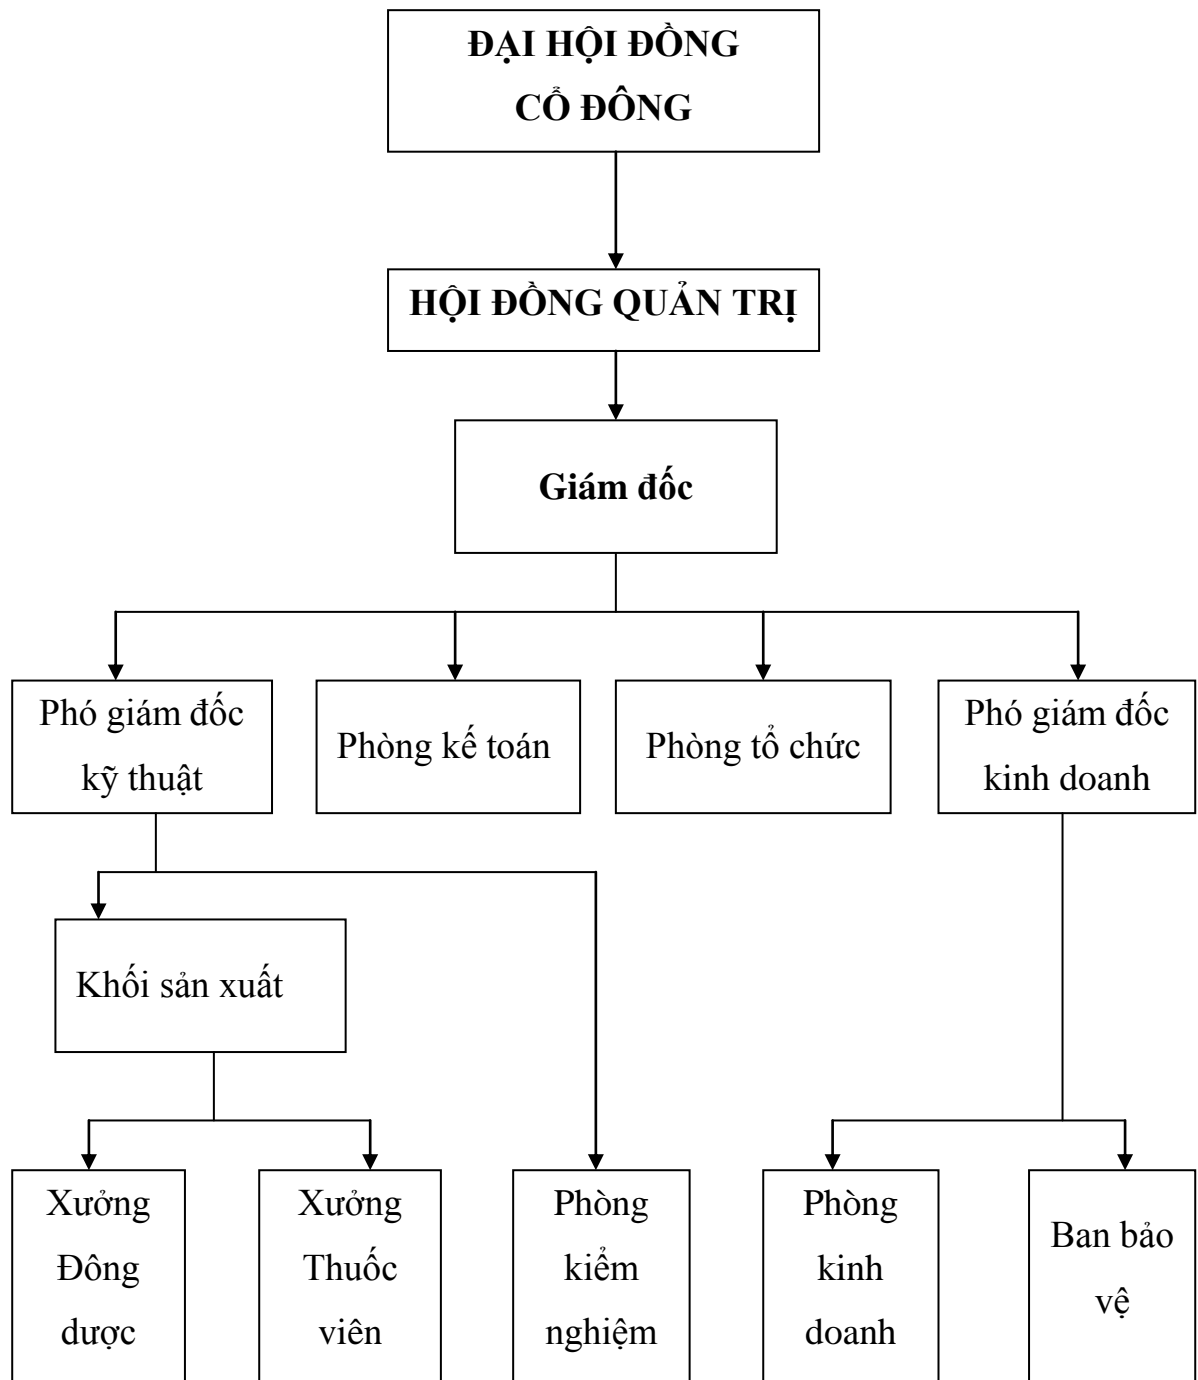 ĐẠI HỘI ĐỒNG
CỔ ĐÔNG
HỘI ĐỒNG QUẢN TRỊ
Giám đốc
Phó giám đốc
kỹ thuật
Phòng kế toán
Phòng tổ chức
Phó giám đốc
kinh doanh
Khối sản xuất
Xưởng
Đông
dược
Xưởng
Thuốc
viên
Phòng
kiểm
nghiệm
Phòng
kinh
doanh
Ban bảo
vệ